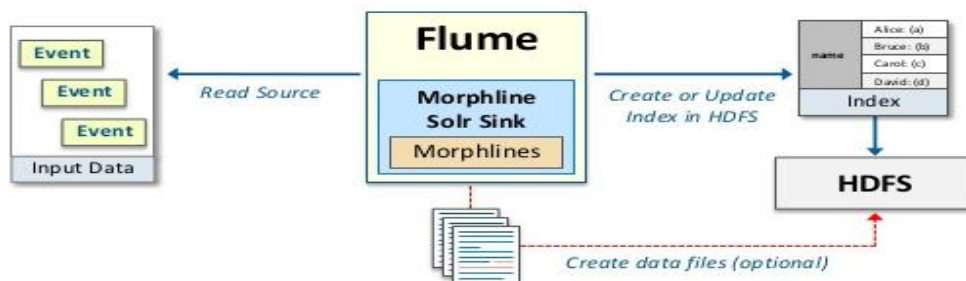 Event
Event
Event
Input Data
Read Source
Flume
Morphline
Solr Sink
Morphlines
Create or Update
Index in HDFS
name
Alice: (a)
Bruce: (b)
Carol: (c)
David: (d)
Index
HDFS
Create data files (optional)